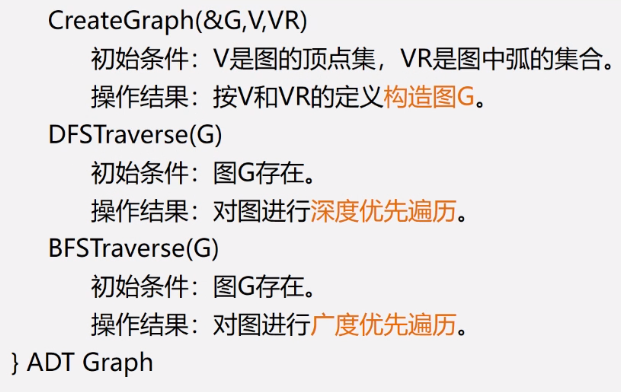 CreateGraph(&G,V,VR)
初始条件：V是图的顶点集，VR是图中弧的集合。
操作结果：按V和VR的定义构造图G。
DFSTraverse(G)
初始条件：图G存在。
操作结果：对图进行深度优先遍历。
BFSTraverse(G)
初始条件：图G存在。
操作结果：对图进行广度优先遍历。
} ADT Graph